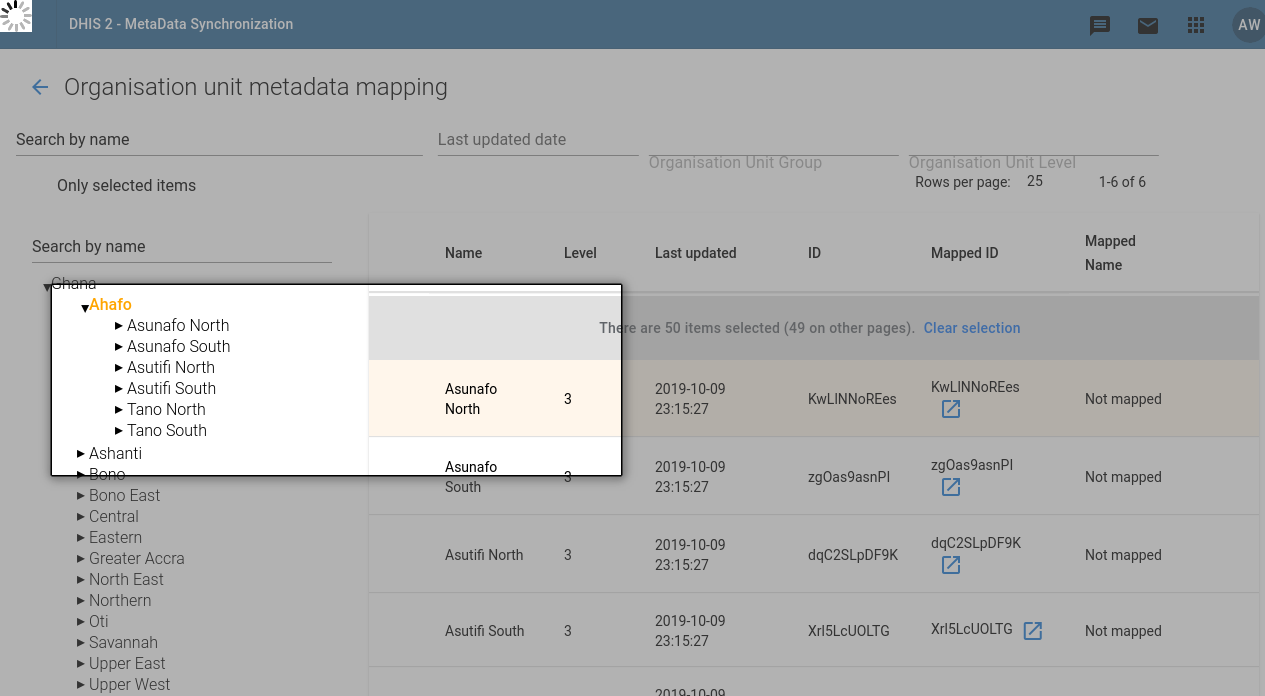 DHIS 2 - MetaData Synchronization
AW
Organisation unit metadata mapping
Search by name
Last updated date
Organisation Unit Group
Organisation Unit Level
Only selected items
Rows per page: 25 1-6 of 6
Search by name
Ghana
Ahafo
Asunafo North
Asunafo South
Asutifi North
Asutifi South
Tano North
Tano South
Ashanti
Bono
Bono East
Central
Eastern
Greater Accra
North East
Northern
Oti
Savannah
Upper East
Upper West
Name Level Last updated ID Mapped ID Mapped
Name
There are 50 items selected (49 on other pages). Clear selection
Asunafo
North
3
2019-10-09
23:15:27
KwLlNNoREes
KwLlNNoREes
Not mapped
Asunafo
South
3
2019-10-09
23:15:27
zgOas9asnPI
zgOas9asnPI
Not mapped
Asutifi North
3
2019-10-09
23:15:27
dqC2SLpDF9K
dqC2SLpDF9K
Not mapped
Asutifi South
3
2019-10-09
23:15:27
Xrl5LcUOLTG
Xrl5LcUOLTG
Not mapped
2019-10-09